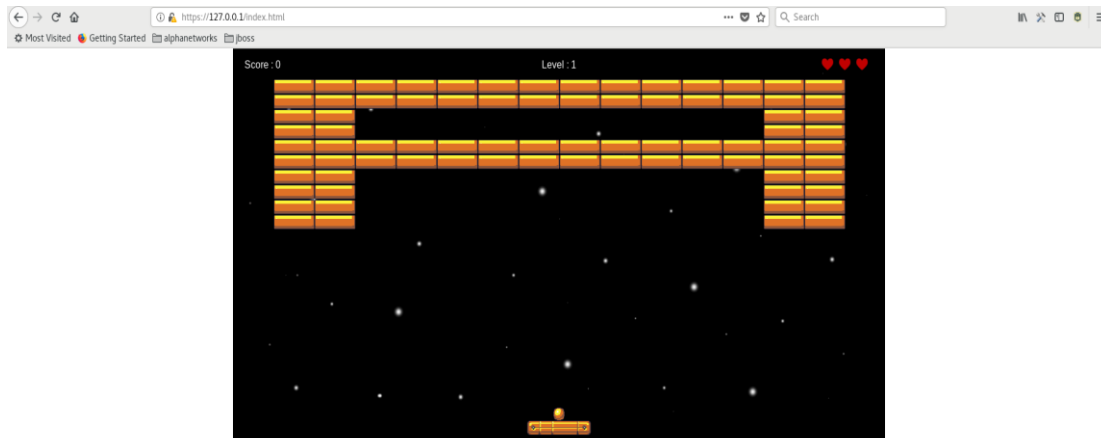 https://127.0.0.1/index.html
Search
Most Visited Getting Started alphanetworks jboss
Score : 0 Level : 1